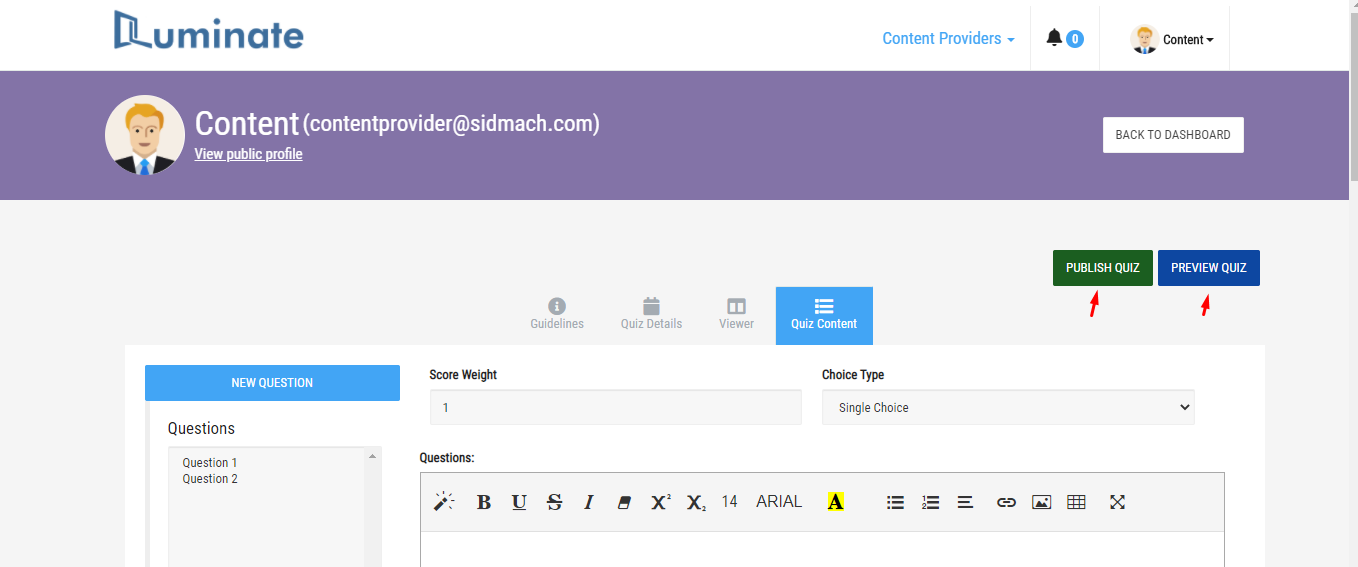 Luminate
Content Providers
0
Content
Content (contentprovider@sidmach.com)
View public profile
BACK TO DASHBOARD
PUBLISH QUIZ
PREVIEW QUIZ
Guidelines
Quiz Details
Viewer
Quiz Content
NEW QUESTION
Questions
Question 1
Question 2
Score Weight
Choice Type
1
Single Choice
Questions:
B U S I X² X₂ 14 ARIAL A